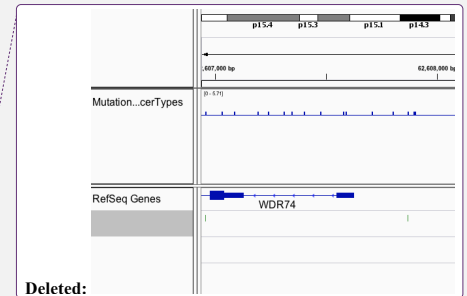 p15.4 p15.3 p15.1 p14.3
,607,000 bp 62,608,000 bp
[0 - 5.71]
Mutation...cerTypes
RefSeq Genes
WDR74
Deleted: